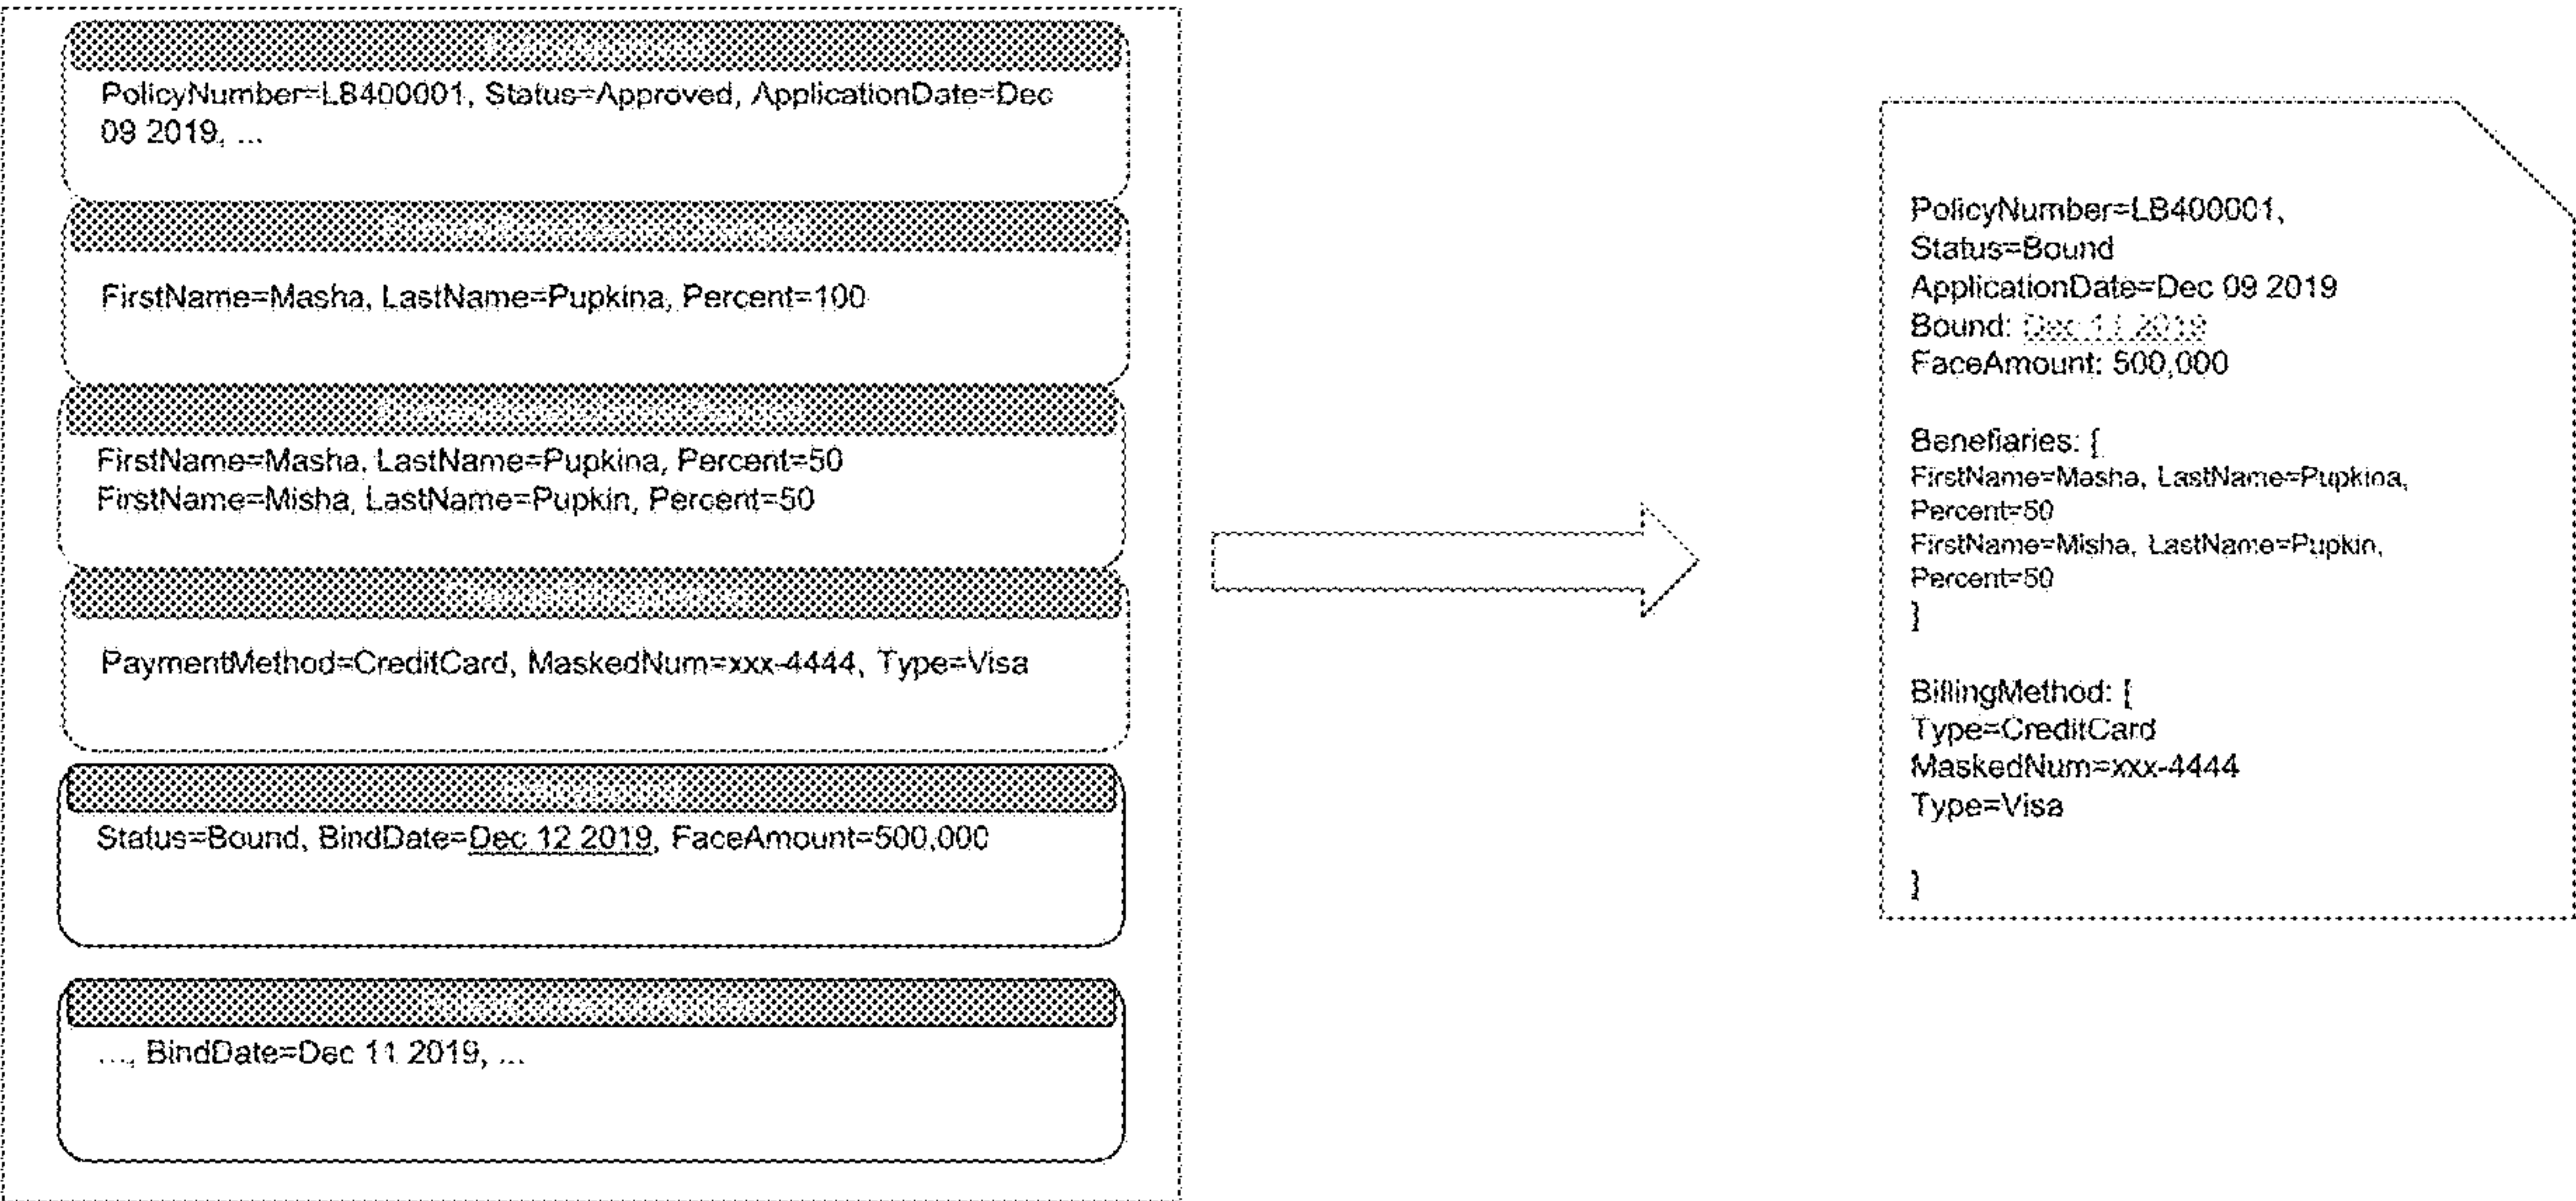 PolicyNumber=LB400001, Status=Approved, ApplicationDate=Dec
09 2019, ...
FirstName=Masha, LastName=Pupkina, Percent=100
FirstName=Masha, LastName=Pupkina, Percent=50
FirstName=Misha, LastName=Pupkin, Percent=50
PaymentMethod=CreditCard, MaskedNum=xxx-4444, Type=Visa
Status=Bound, BindDate=Dec 12 2019, FaceAmount=500,000
..., BindDate=Dec 11 2019, ...
PolicyNumber=LB400001,
Status=Bound
ApplicationDate=Dec 09 2019
Bound: Dec 11 2019
FaceAmount: 500,000
Benefiaries: [
FirstName=Masha, LastName=Pupkina,
Percent=50
FirstName=Misha, LastName=Pupkin,
Percent=50
]
BillingMethod: [
Type=CreditCard
MaskedNum=xxx-4444
Type=Visa
]